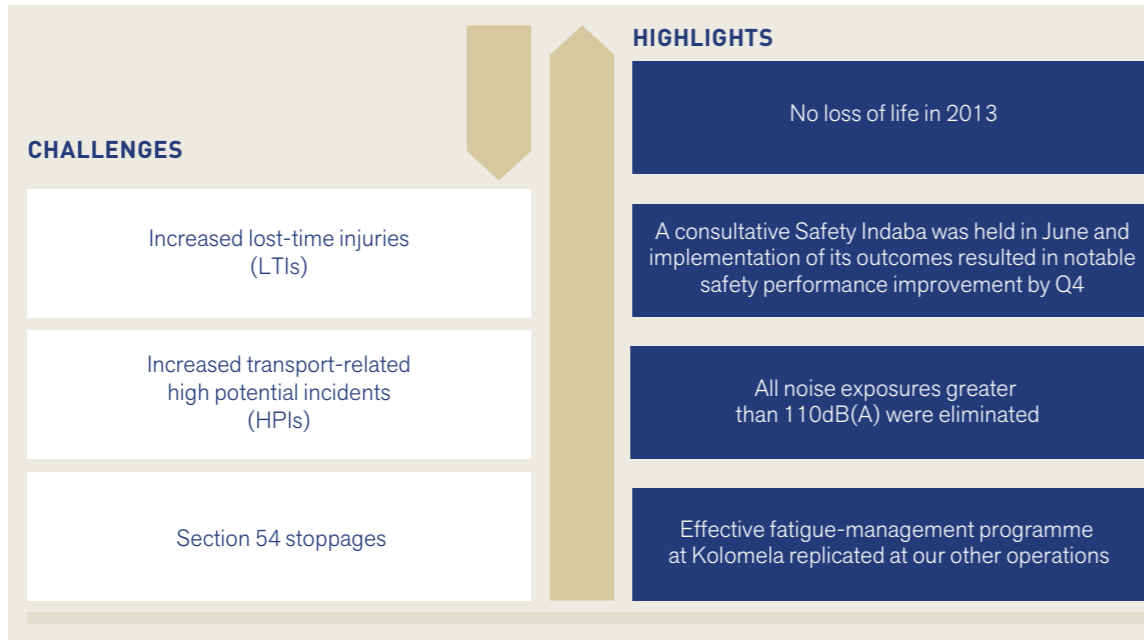 CHALLENGES
Increased lost-time injuries
(LTIs)
Increased transport-related
high potential incidents
(HPIs)
Section 54 stoppages
HIGHLIGHTS
No loss of life in 2013
A consultative Safety Indaba was held in June and
implementation of its outcomes resulted in notable
safety performance improvement by Q4
All noise exposures greater
than 110dB(A) were eliminated
Effective fatigue-management programme
at Kolomela replicated at our other operations